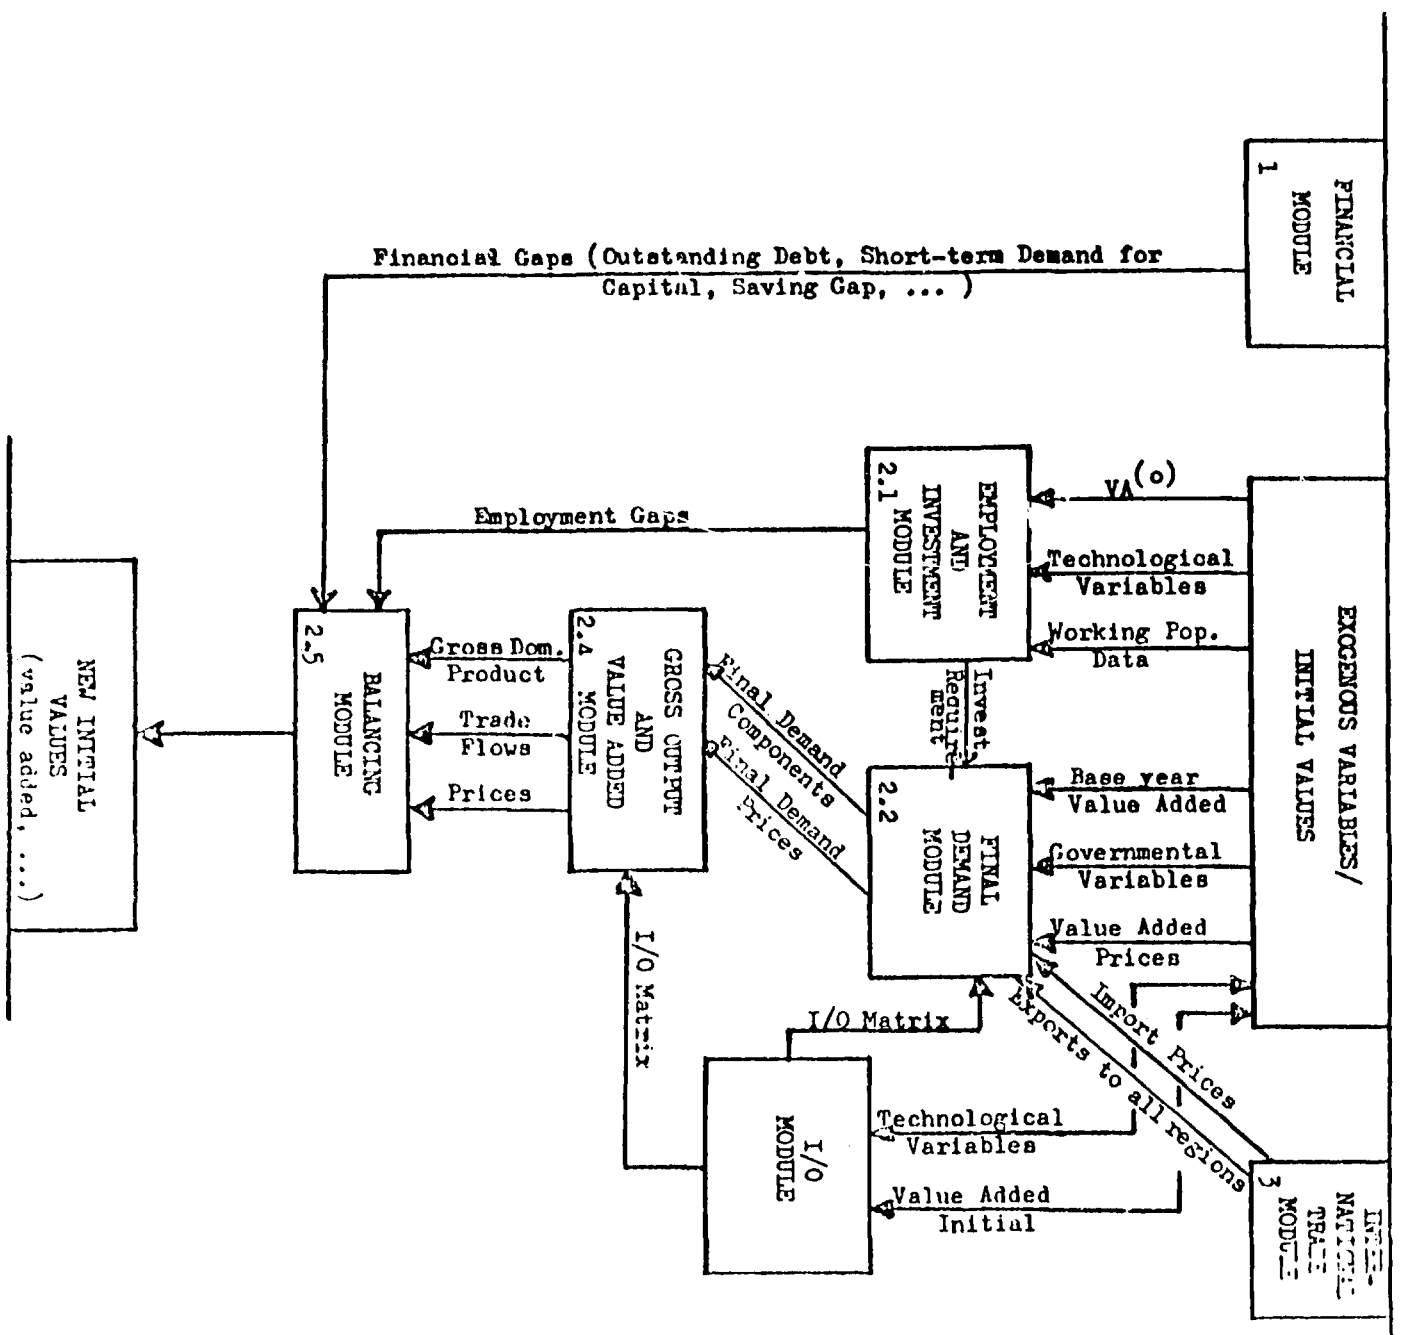 FINANCIAL
MODULE
1
Financial Gaps (Outstanding Debt, Short-term Demand for
Capital, Saving Gap, ... )
EXOGENOUS VARIABLES/
INITIAL VALUES
VA(o)
Technological
Variables
Working Pop.
Data
EMPLOYMENT
AND
INVESTMENT
MODULE
2.1
Employment Gaps
Invest.
Require
ment
Base year
Value Added
Governmental
Variables
Value Added
Prices
FINAL
DEMAND
MODULE
2.2
Import Prices
Exports to all regions
3
INTER-
NATIONAL
TRADE
MODULE
Final Demand
Components
Final Demand
Prices
GROSS OUTPUT
AND
VALUE ADDED
MODULE
2.4
Gross Dom.
Product
Trade
Flows
Prices
BALANCING
MODULE
2.5
I/O Matrix
I/O Matrix
I/O
MODULE
Technological
Variables
Value Added
Initial
NEW INITIAL
VALUES
(value added, ...)